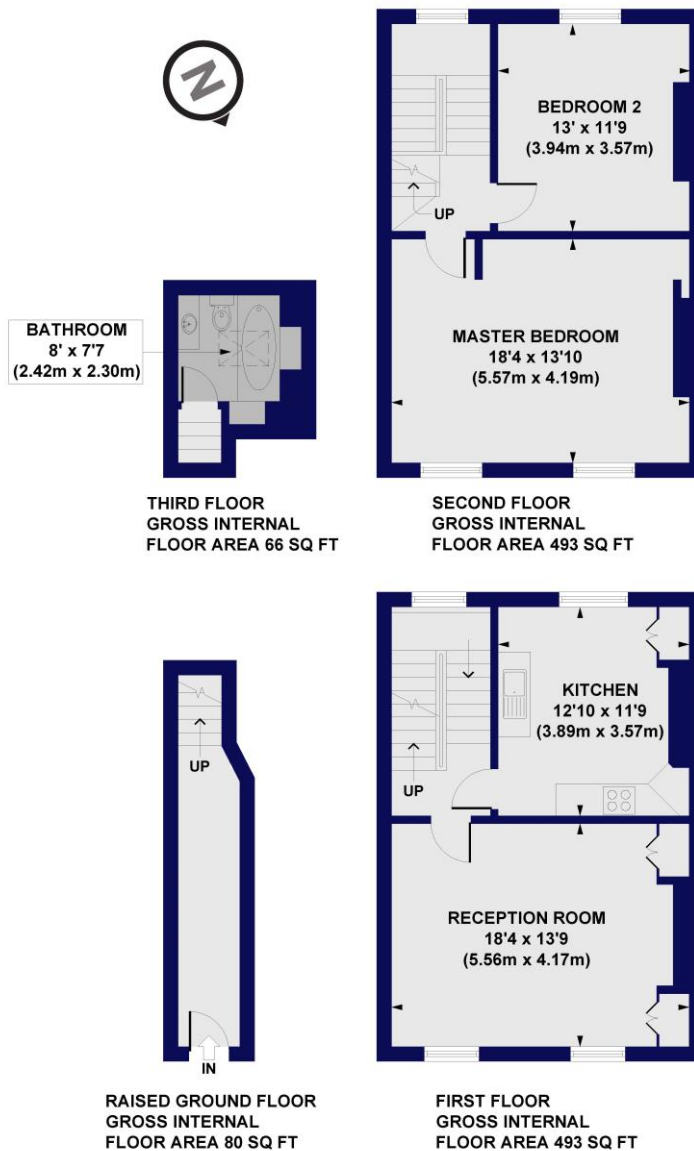 N
BEDROOM 2
13' x 11'9
(3.94m x 3.57m)
UP
BATHROOM
8' x 7'7
(2.42m x 2.30m)
MASTER BEDROOM
18'4 x 13'10
(5.57m x 4.19m)
THIRD FLOOR
GROSS INTERNAL
FLOOR AREA 66 SQ FT
SECOND FLOOR
GROSS INTERNAL
FLOOR AREA 493 SQ FT
UP
IN
RAISED GROUND FLOOR
GROSS INTERNAL
FLOOR AREA 80 SQ FT
KITCHEN
12'10 x 11'9
(3.89m x 3.57m)
UP
RECEPTION ROOM
18'4 x 13'9
(5.56m x 4.17m)
FIRST FLOOR
GROSS INTERNAL
FLOOR AREA 493 SQ FT